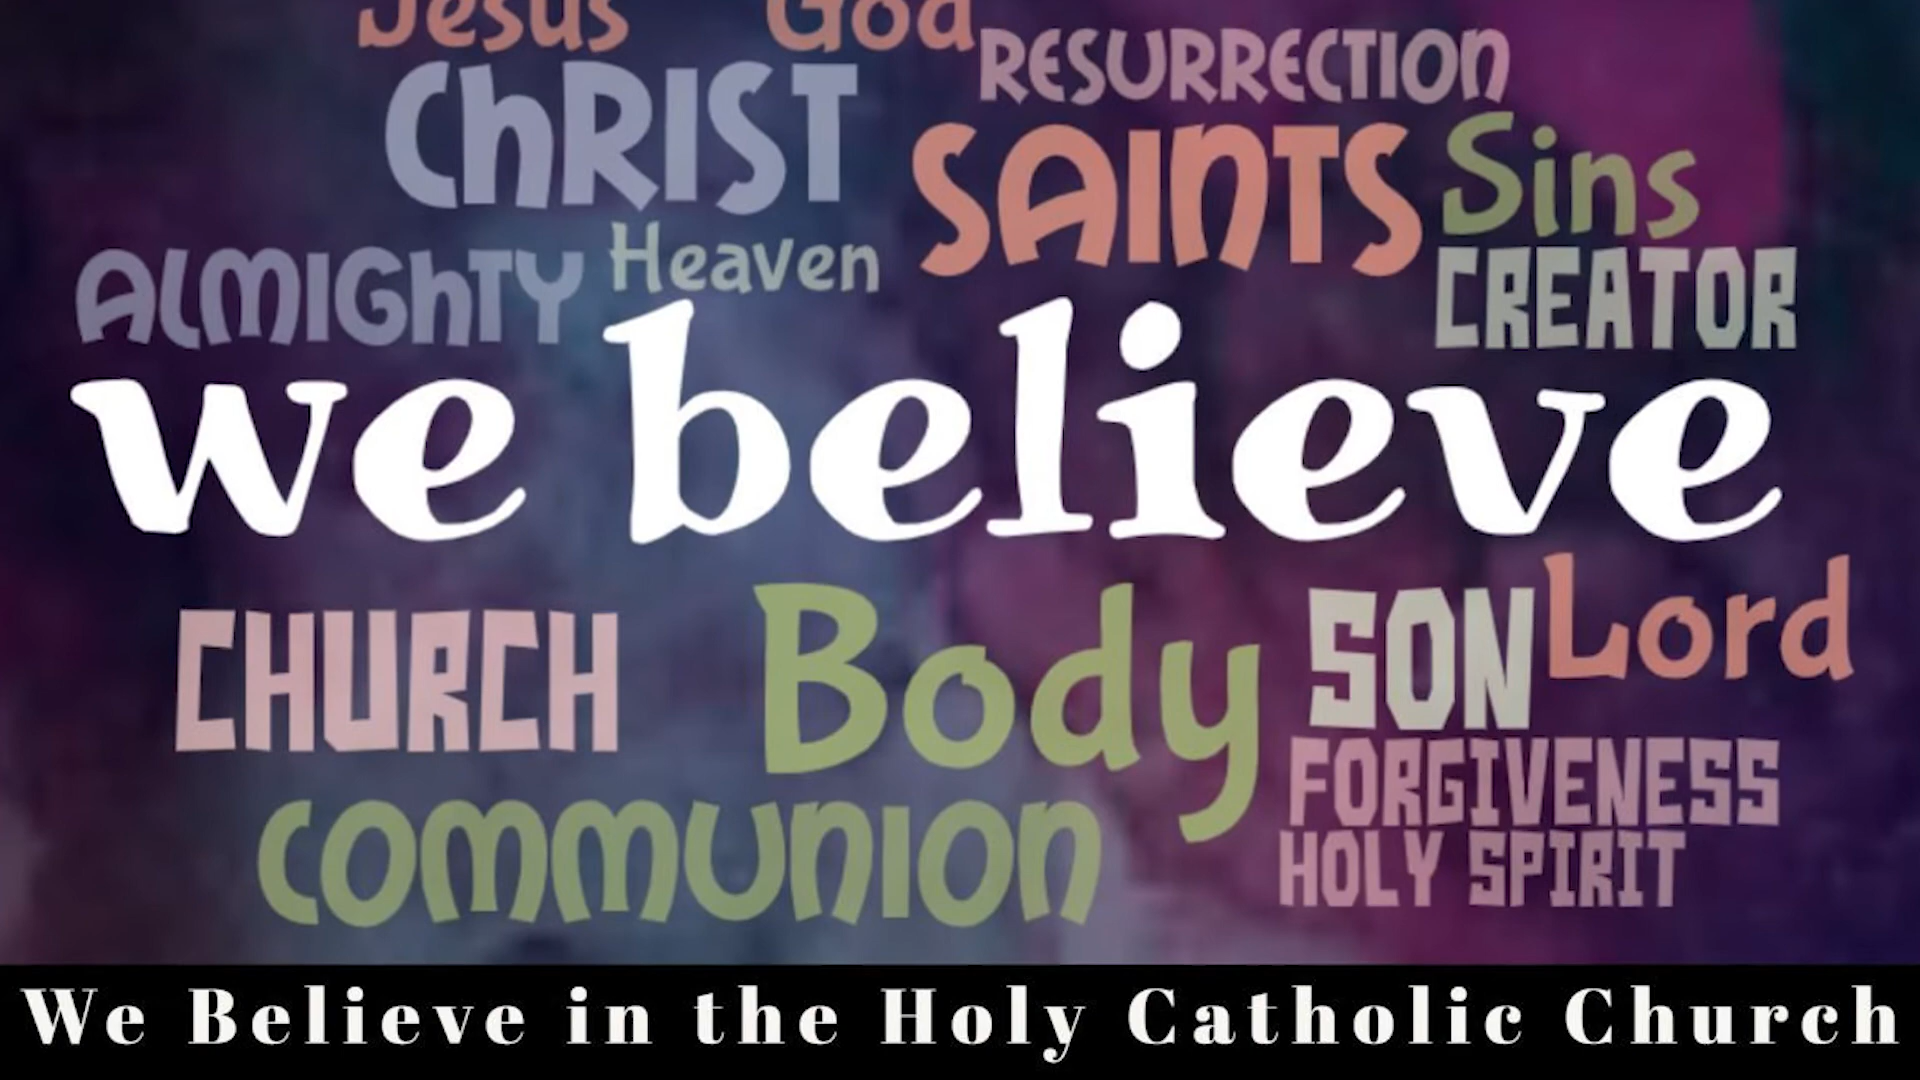 Jesus God
ChRIST RESURRECTION
SAINTS Sins
ALMIGhTY Heaven CREATOR
we believe
CHURCH Body SON Lord
FORGIVENESS
COMMUNION HOLY SPIRIT
We Believe in the Holy Catholic Church